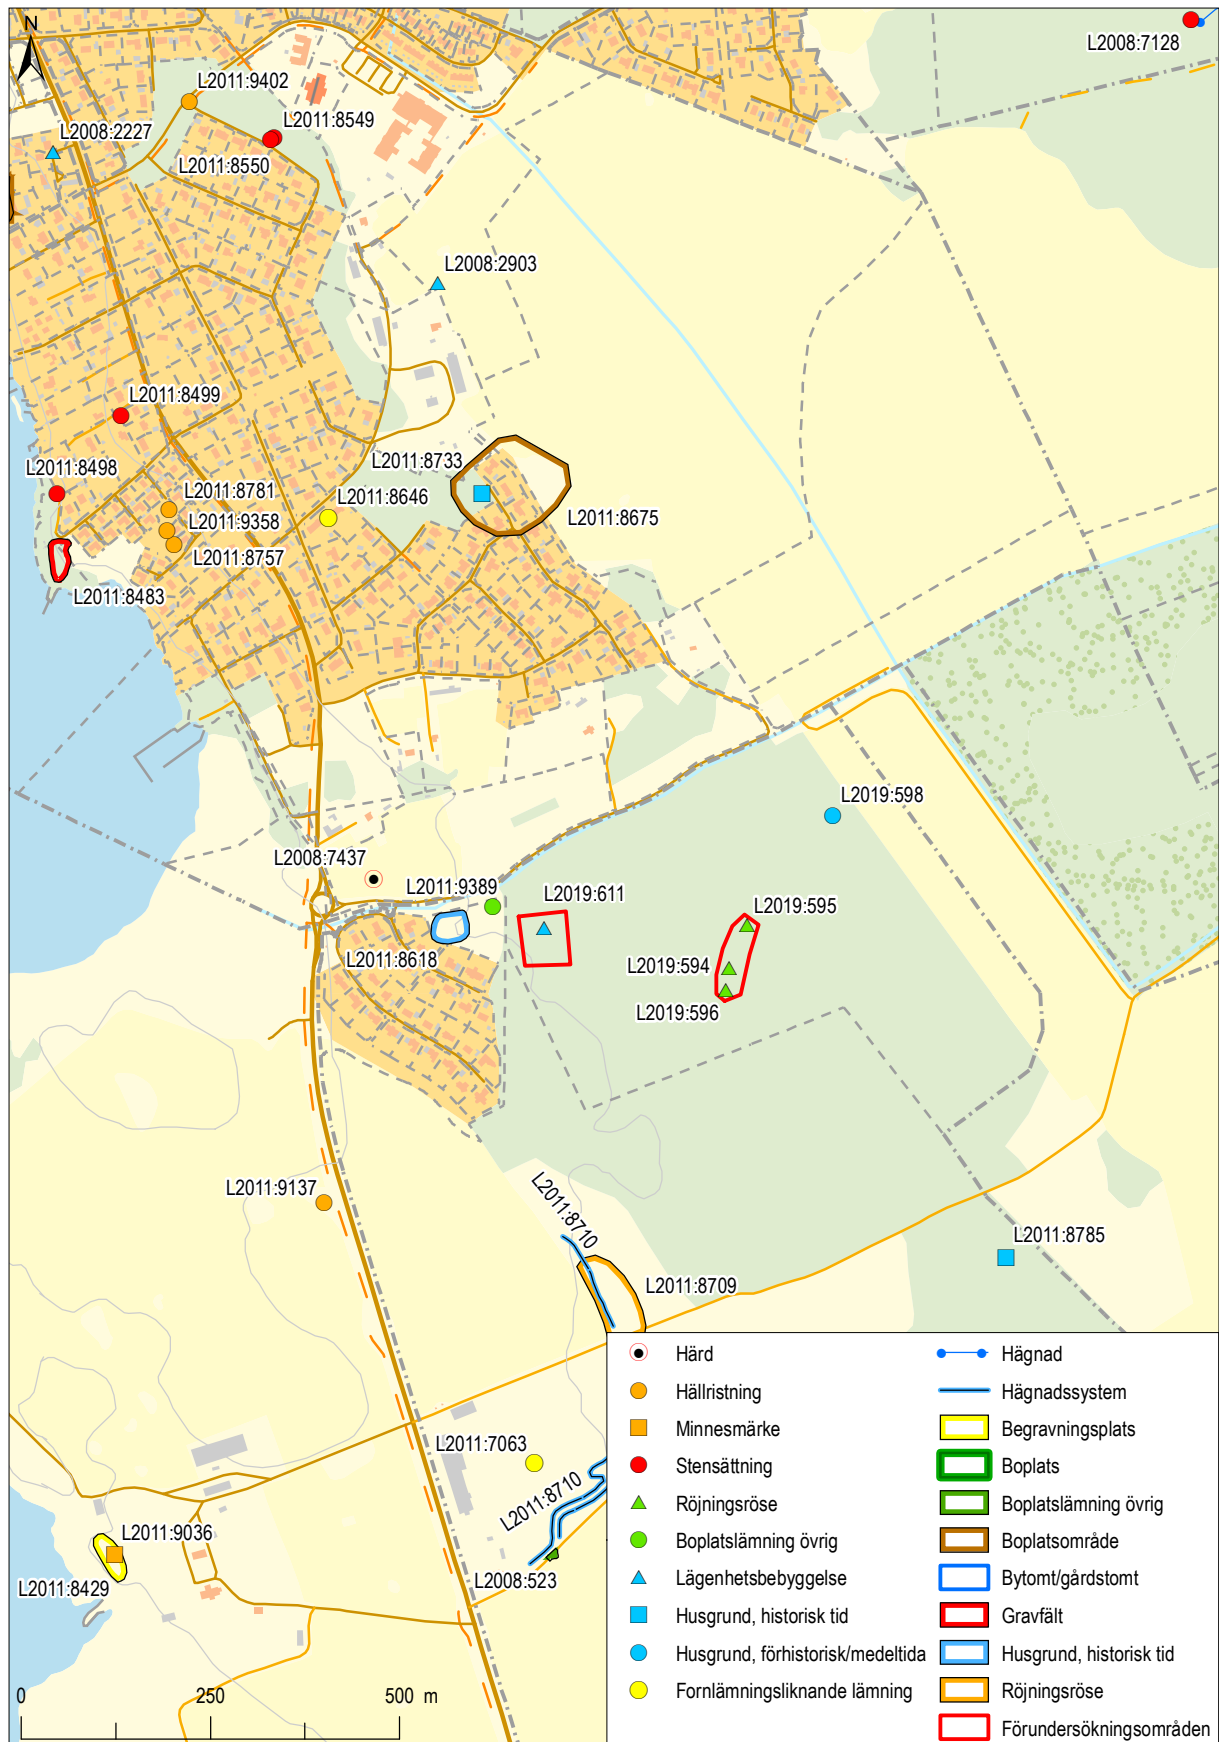 N
L2008:7128
L2011:9402
L2011:8549
L2008:2227
L2011:8550
L2008:2903
L2011:8499
L2011:8733
L2011:8498
L2011:8781
L2011:8646
L2011:9358
L2011:8675
L2011:8757
L2011:8483
L2019:598
L2008:7437
L2011:9389
L2019:611
L2019:595
L2011:8618
L2019:594
L2019:596
L2011:9137
L2011:8710
L2011:8785
L2011:8709
L2011:7063
L2011:8710
L2011:9036
L2008:523
L2011:8429
0 250 500 m
Härd
Hällristning
Minnesmärke
Stensättning
Röjningsröse
Boplatslämning övrig
Lägenhetsbebyggelse
Husgrund, historisk tid
Husgrund, förhistorisk/medeltida
Fornlämningsliknande lämning
Hägnad
Hägnadssystem
Begravningsplats
Boplats
Boplatslämning övrig
Boplatsområde
Bytomt/gårdstomt
Gravfält
Husgrund, historisk tid
Röjningsröse
Förundersökningsområden